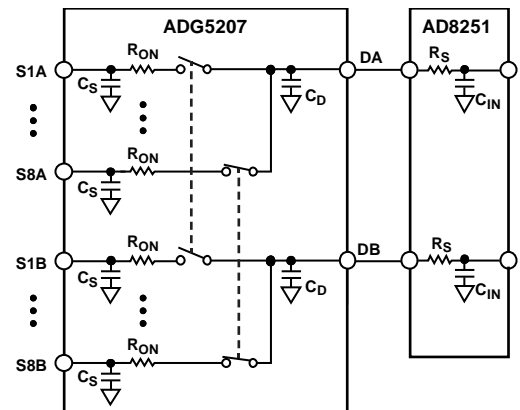 ADG5207
AD8251
S1A
RON
CS
CD
DA
RS
CIN
S8A
RON
CS
S1B
RON
CS
CD
DB
RS
CIN
S8B
RON
CS